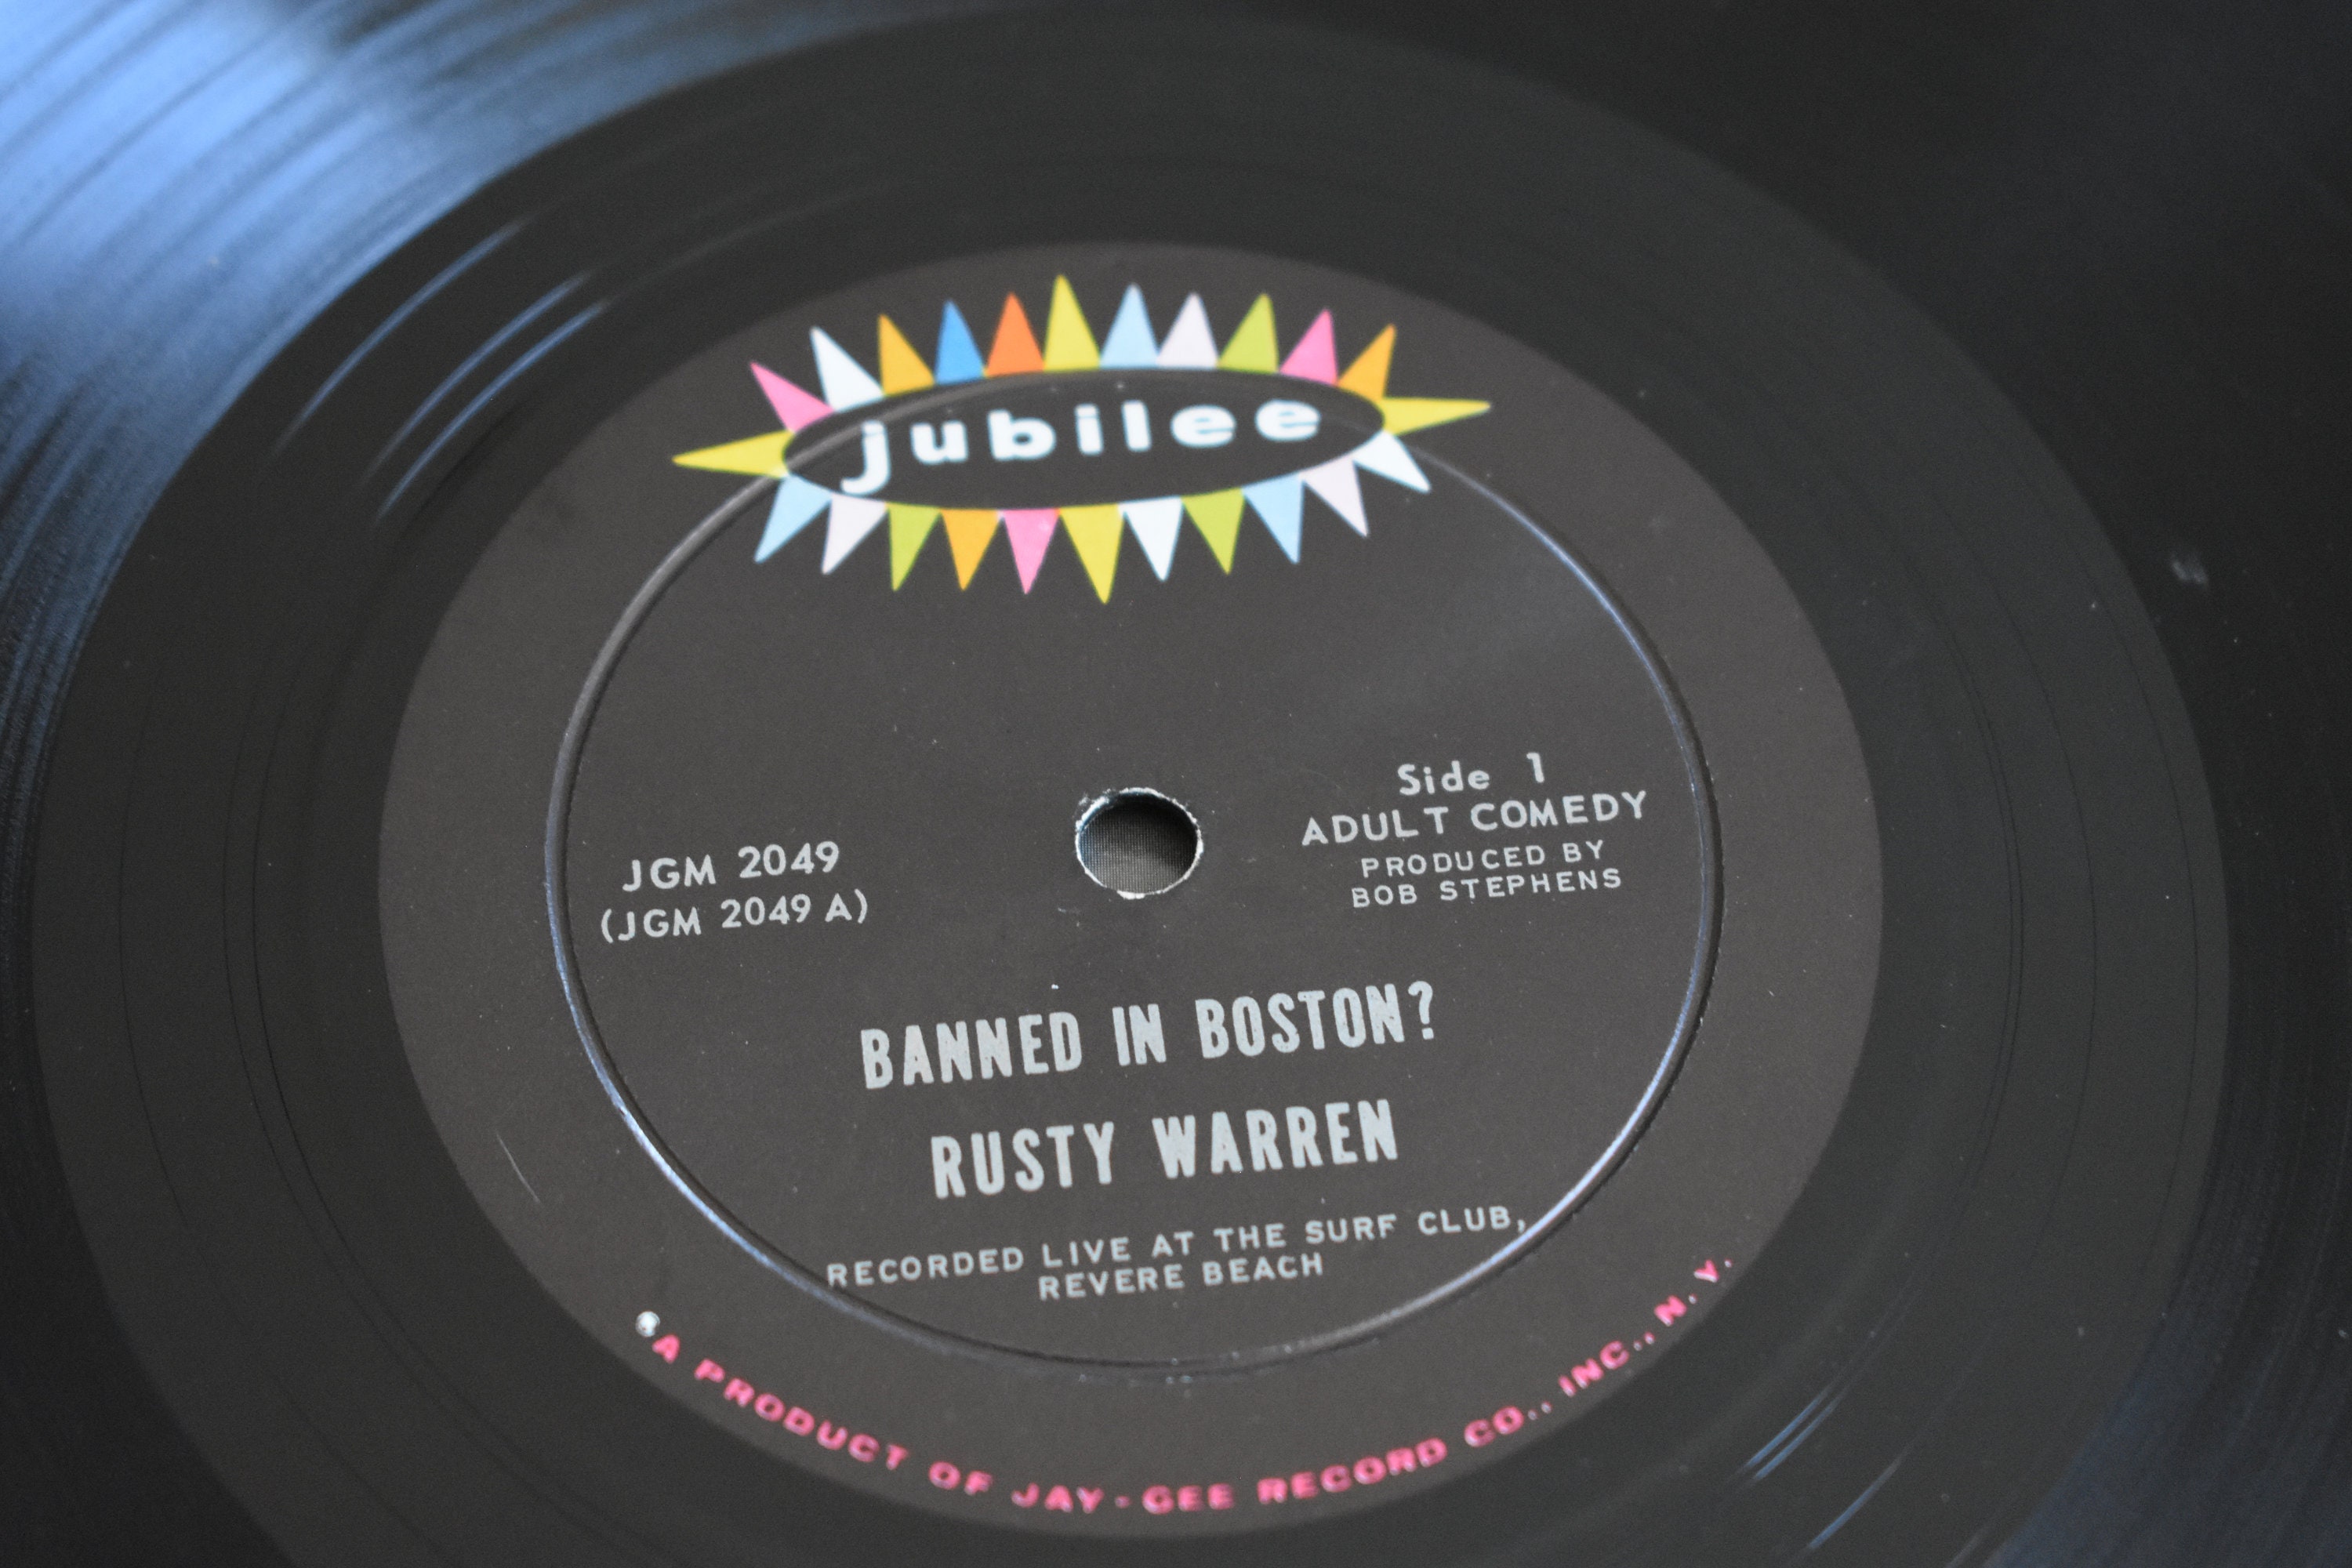 jubilee
Side 1
ADULT COMEDY
PRODUCED BY
BOB STEPHENS
JGM 2049
(JGM 2049 A)
BANNED IN BOSTON?
RUSTY WARREN
RECORDED LIVE AT THE SURF CLUB,
REVERE BEACH
A PRODUCT OF JAY-GEE RECORD CO., INC., N. Y.